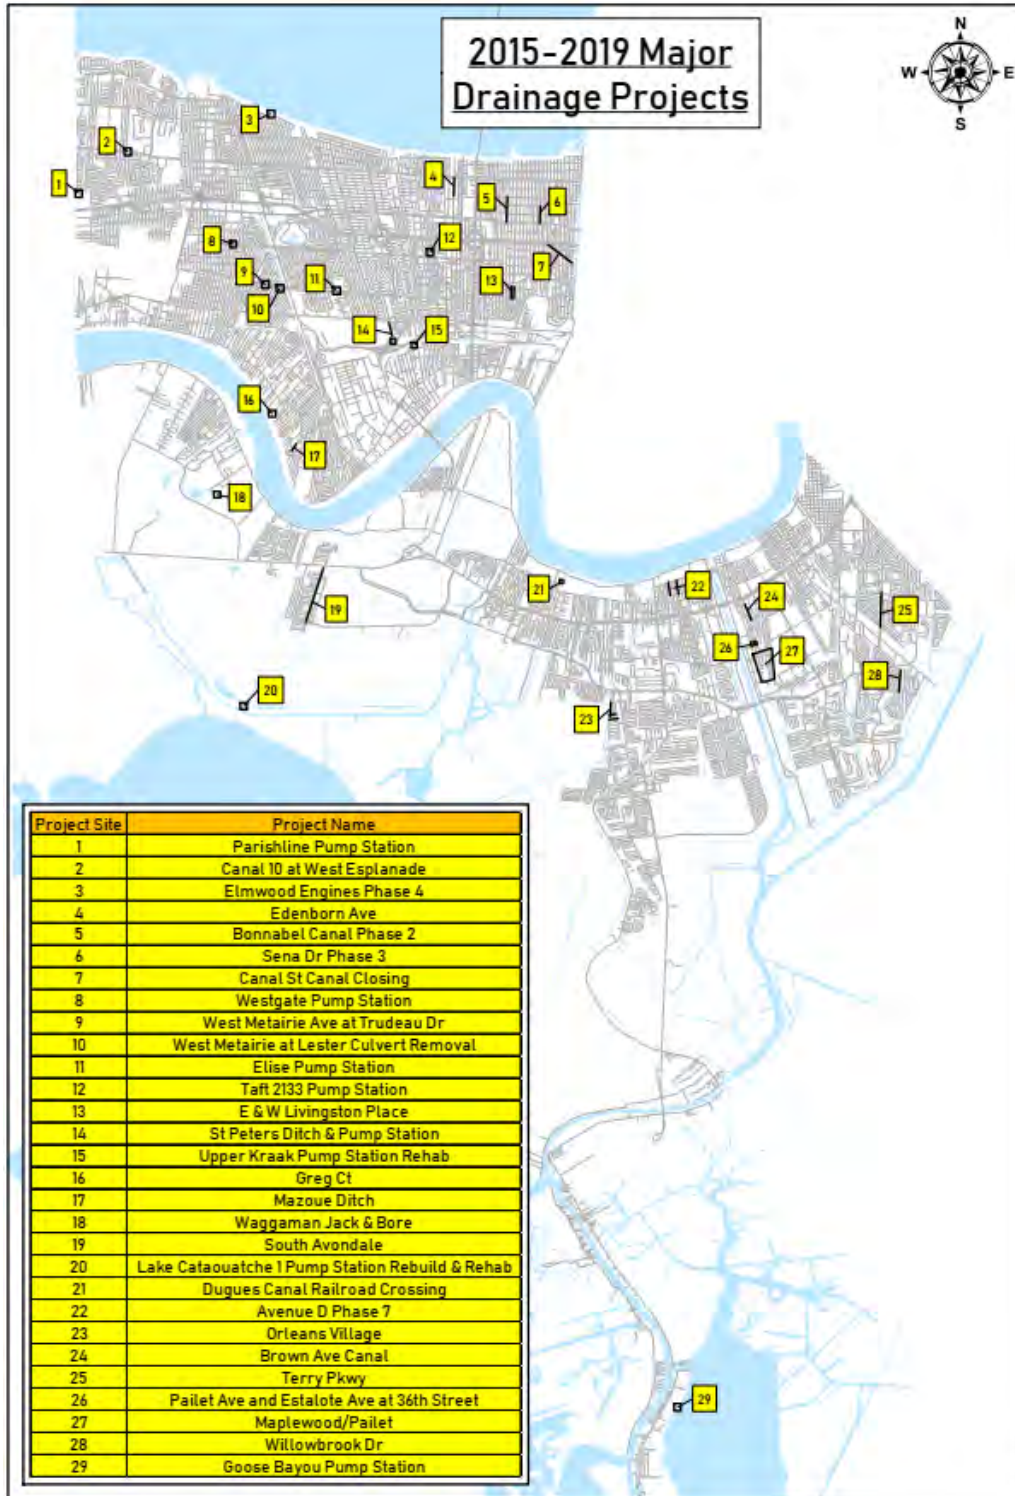 2015-2019 Major
Drainage Projects
N
W E
S
3
2
1
4
5
6
8
12
7
9
11
13
10
14
15
16
17
18
21
22
24
19
25
26
27
28
20
23
Project Site Project Name
1 Parishline Pump Station
2 Canal 10 at West Esplanade
3 Elmwood Engines Phase 4
4 Edenborn Ave
5 Bonnabel Canal Phase 2
6 Sena Dr Phase 3
7 Canal St Canal Closing
8 Westgate Pump Station
9 West Metairie Ave at Trudeau Dr
10 West Metairie at Lester Culvert Removal
11 Elise Pump Station
12 Taft 2133 Pump Station
13 E & W Livingston Place
14 St Peters Ditch & Pump Station
15 Upper Kraak Pump Station Rehab
16 Greg Ct
17 Mazoue Ditch
18 Waggaman Jack & Bore
19 South Avondale
20 Lake Cataouatche 1 Pump Station Rebuild & Rehab
21 Dugues Canal Railroad Crossing
22 Avenue D Phase 7
23 Orleans Village
24 Brown Ave Canal
25 Terry Pkwy
26 Pailet Ave and Estalote Ave at 36th Street
27 Maplewood/Pailet
28 Willowbrook Dr
29 Goose Bayou Pump Station
29